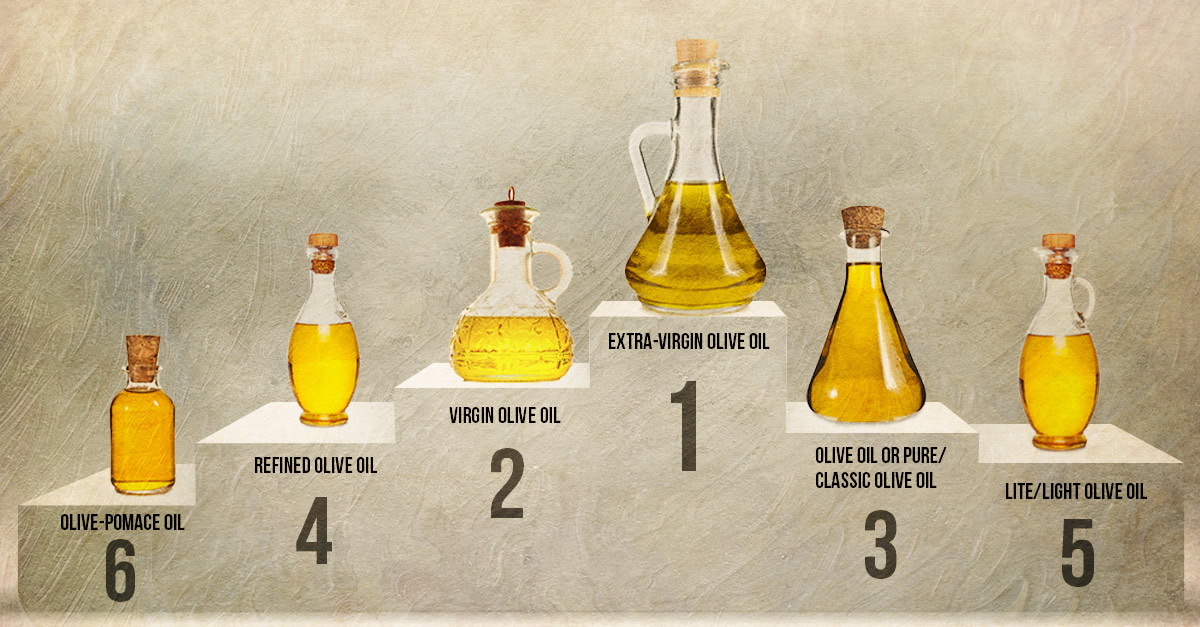 EXTRA-VIRGIN OLIVE OIL
1
VIRGIN OLIVE OIL
2
OLIVE OIL OR PURE/
CLASSIC OLIVE OIL
3
REFINED OLIVE OIL
4
LITE/LIGHT OLIVE OIL
5
OLIVE-POMACE OIL
6